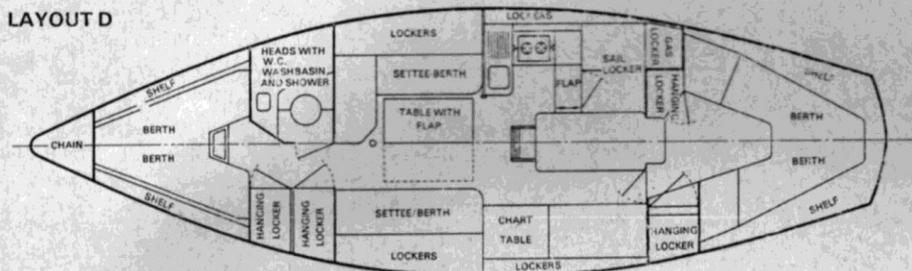 LAYOUT D
LOCKERS
HEADS WITH
W.C.
WASHBASIN
AND SHOWER
LOCKERS
SETTEE-BERTH
TABLE WITH
FLAP
FLAP
SAIL
LOCKER
GAS
LOCKER
HANGING
LOCKER
SHELF
BERTH
BERTH
SHELF
SHELF
BERTH
CHAIN
BERTH
SHELF
HANGING
LOCKER
HANGING
LOCKER
SETTEE/BERTH
LOCKERS
CHART
TABLE
LOCKERS
HANGING
LOCKER